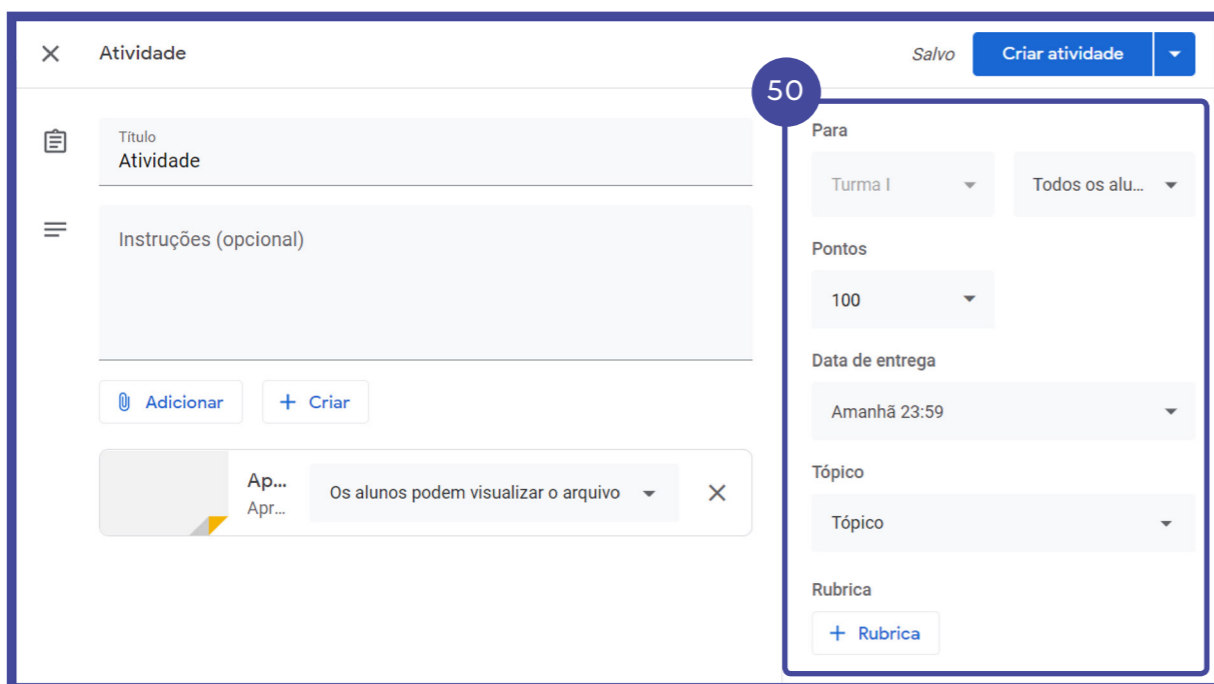 Atividade
Salvo
Criar atividade
50
Título
Atividade
Instruções (opcional)
Adicionar
+ Criar
Ap...
Apr...
Os alunos podem visualizar o arquivo
Para
Turma I
Todos os alu...
Pontos
100
Data de entrega
Amanhã 23:59
Tópico
Tópico
Rubrica
+ Rubrica